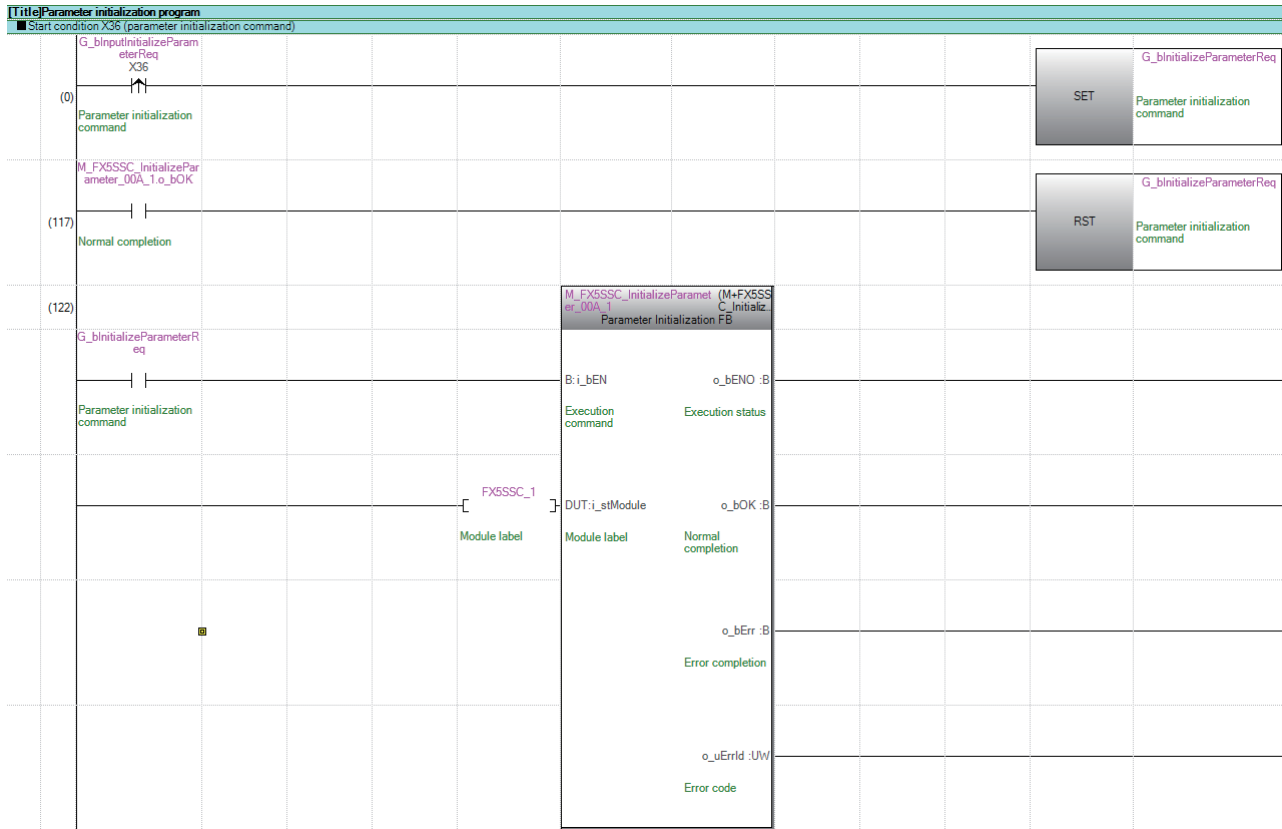 [Title]Parameter initialization program
Start condition X36 (parameter initialization command)
G_bInputInitializeParam
eterReq
X36
(0)
Parameter initialization
command
SET
G_bInitializeParameterReq
Parameter initialization
command
M_FX5SSC_InitializePar
ameter_00A_1.o_bOK
(117)
Normal completion
RST
G_bInitializeParameterReq
Parameter initialization
command
(122)
M_FX5SSC_InitializeParamet
er_00A_1
(M+FX5SS
C_Initializ...
Parameter Initialization FB
G_bInitializeParameterR
eq
Parameter initialization
command
B:i_bEN
Execution
command
o_bENO :B
Execution status
FX5SSC_1
Module label
DUT:i_stModule
Module label
o_bOK :B
Normal
completion
o_bErr :B
Error completion
o_uErrId :UW
Error code